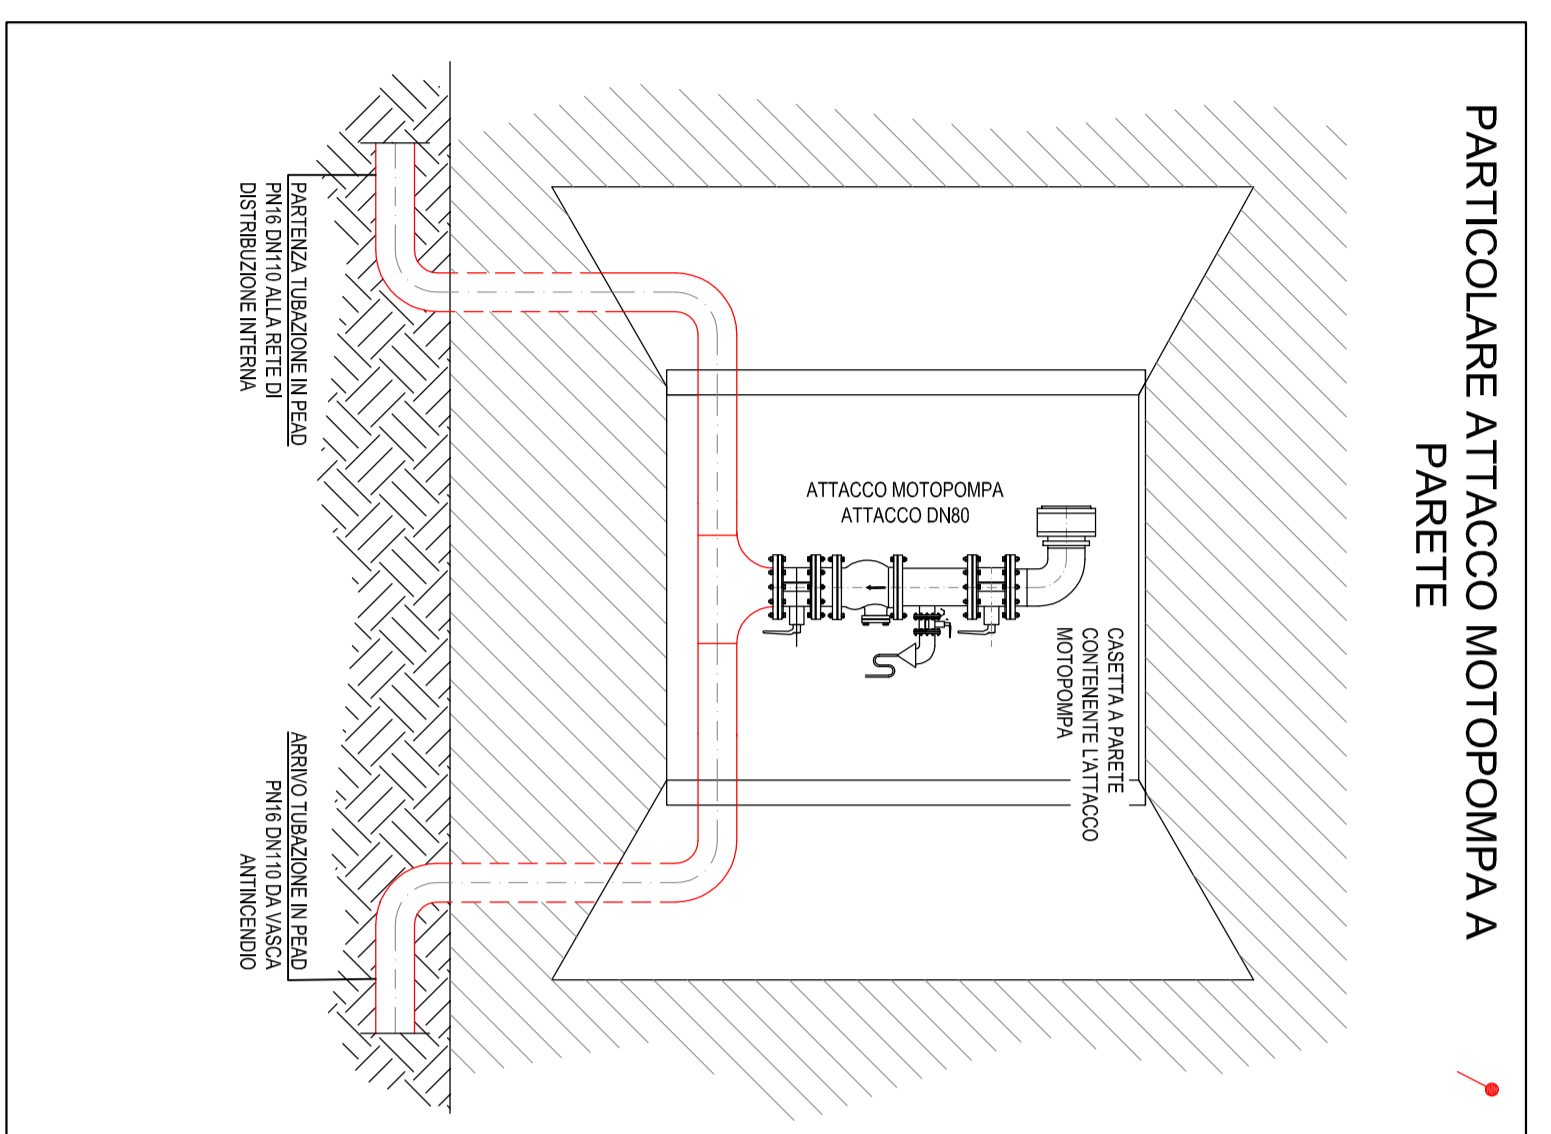 PARTICOLARE ATTACCO MOTOPOMPA A
PARETE
CASETTA A PARETE
CONTENENTE L'ATTACCO
MOTOPOMPA
ATTACCO MOTOPOMPA
ATTACCO DN80
PARTENZA TUBAZIONE IN PEAD
PN16 DN110 ALLA RETE DI
DISTRIBUZIONE INTERNA
ARRIVO TUBAZIONE IN PEAD
PN16 DN110 DA VASCA
ANTINCENDIO